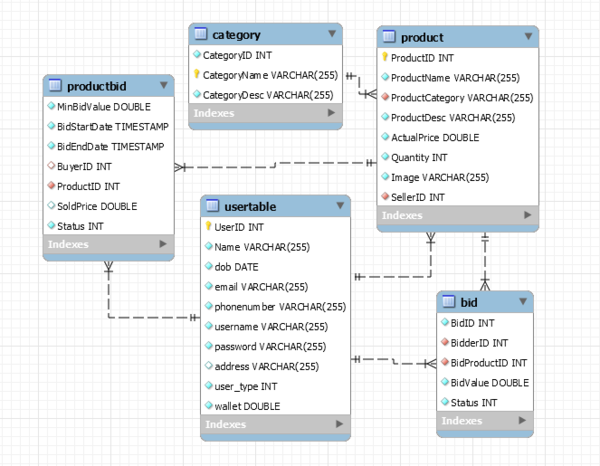 category
CategoryID INT
CategoryName VARCHAR(255)
CategoryDesc VARCHAR(255)
Indexes
product
ProductID INT
ProductName VARCHAR(255)
ProductCategory VARCHAR(255)
ProductDesc VARCHAR(255)
ActualPrice DOUBLE
Quantity INT
Image VARCHAR(255)
SellerID INT
Indexes
productbid
MinBidValue DOUBLE
BidStartDate TIMESTAMP
BidEndDate TIMESTAMP
BuyerID INT
ProductID INT
SoldPrice DOUBLE
Status INT
Indexes
usertable
UserID INT
Name VARCHAR(255)
dob DATE
email VARCHAR(255)
phonenumber VARCHAR(255)
username VARCHAR(255)
password VARCHAR(255)
address VARCHAR(255)
user_type INT
wallet DOUBLE
Indexes
bid
BidID INT
BidderID INT
BidProductID INT
BidValue DOUBLE
Status INT
Indexes